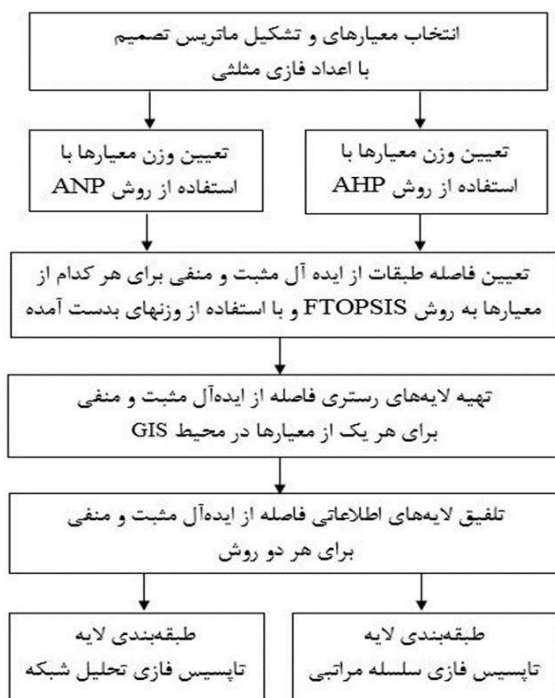 انتخاب معیارهای و تشکیل ماتریس تصمیم
با اعداد فازی مثلثی
تعیین وزن معیارها با
استفاده از روش AHP
تعیین وزن معیارها با
استفاده از روش ANP
تعیین فاصله طبقات از ایده آل مثبت و منفی برای هر کدام از
معیارها به روش FTOPSIS و با استفاده از وزنهای بدست آمده
تهیه لایه‌های رستری فاصله از ایده‌آل مثبت و منفی
برای هر یک از معیارها در محیط GIS
تلفیق لایه‌های اطلاعاتی فاصله از ایده‌آل مثبت و منفی
برای هر دو روش
طبقه‌بندی لایه
تاپسیس فازی سلسله مراتبی
طبقه‌بندی لایه
تاپسیس فازی تحلیل شبکه